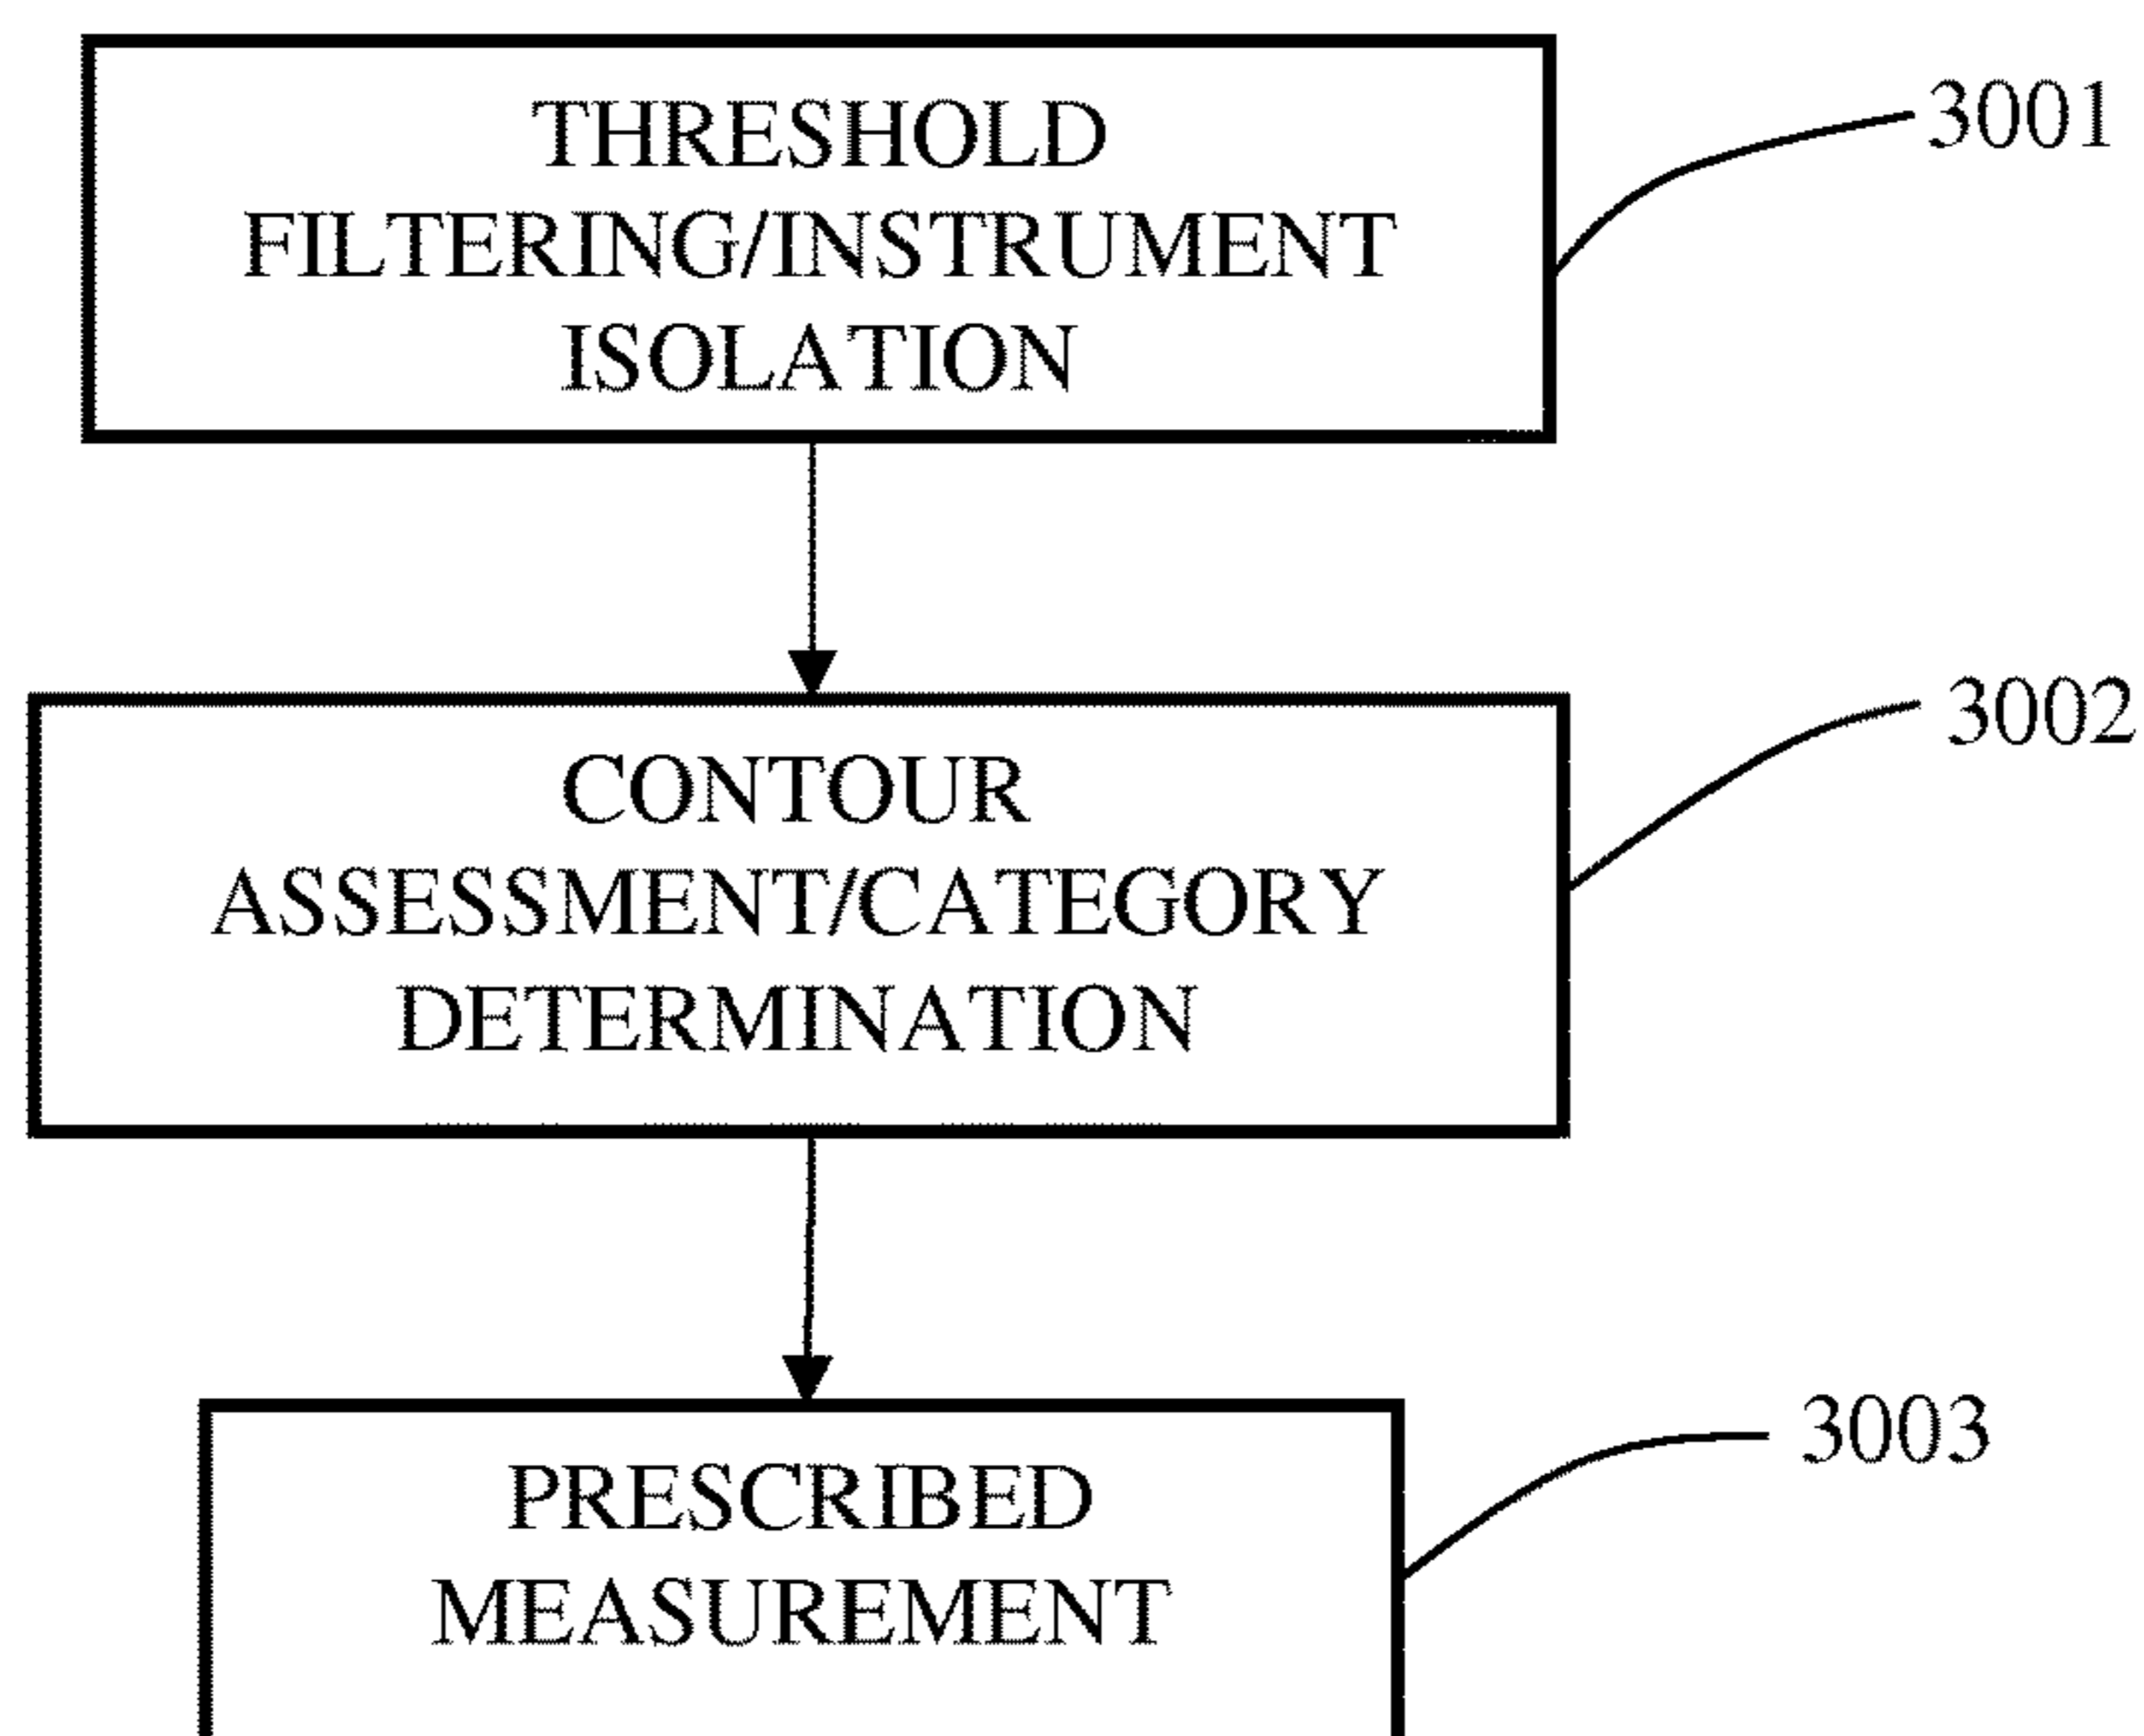 THRESHOLD
FILTERING/INSTRUMENT
ISOLATION
3001
CONTOUR
ASSESSMENT/CATEGORY
DETERMINATION
3002
PRESCRIBED
MEASUREMENT
3003